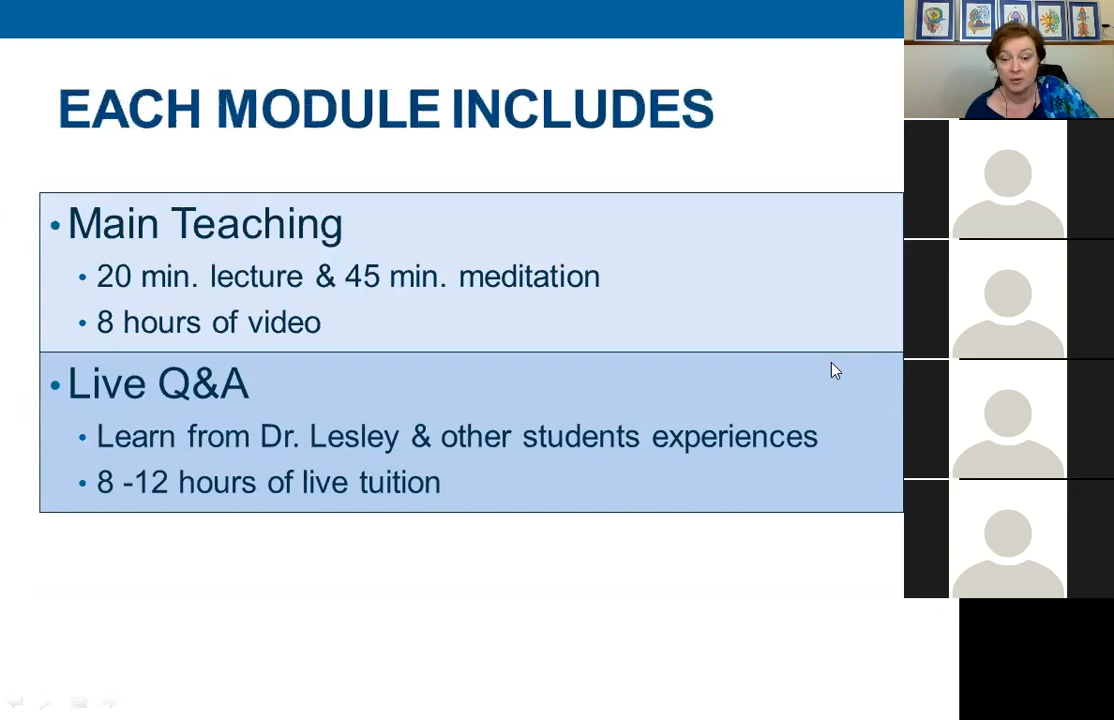 EACH MODULE INCLUDES
• Main Teaching
• 20 min. lecture & 45 min. meditation
• 8 hours of video
• Live Q&A
• Learn from Dr. Lesley & other students experiences
• 8 -12 hours of live tuition